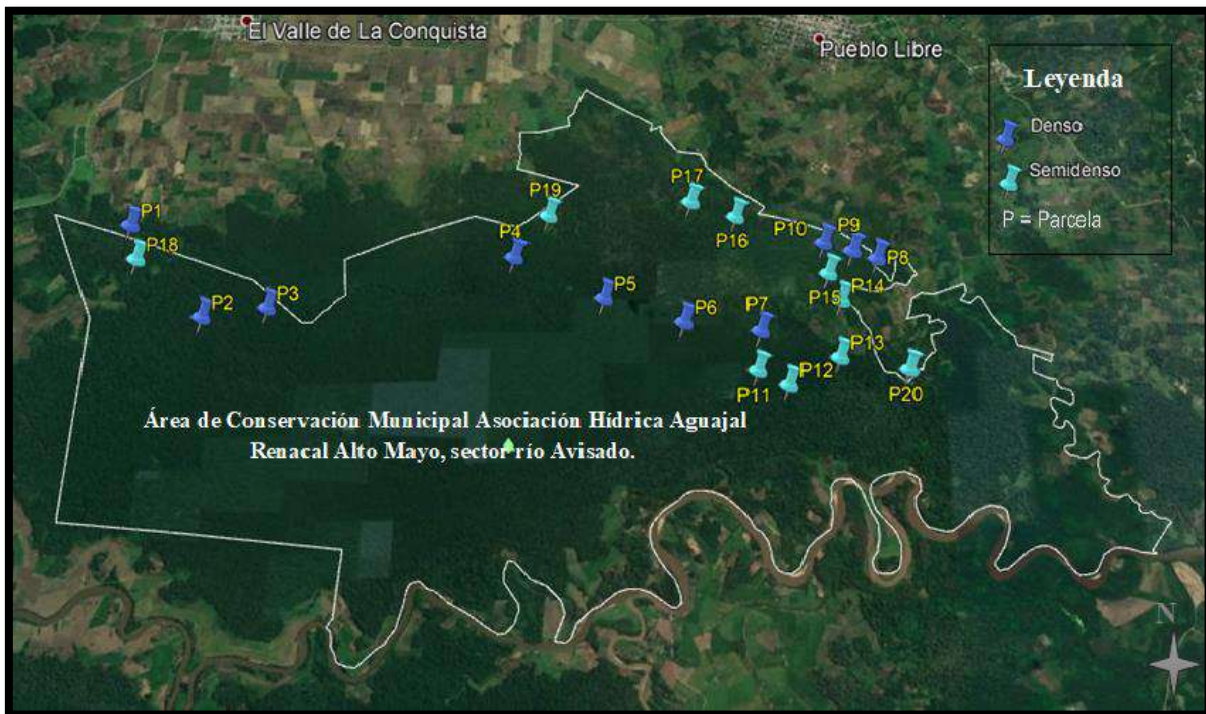 El Valle de La Conquista
Pueblo Libre
Leyenda
Denso
Semidenso
P = Parcela
P1
P18
P2
P3
P4
P19
P5
P6
P17
P16
P10
P9
P8
P15
P14
P7
P13
P12
P11
P20
Área de Conservación Municipal Asociación Hídrica Aguajal
Renacal Alto Mayo, sector río Avisado.
N